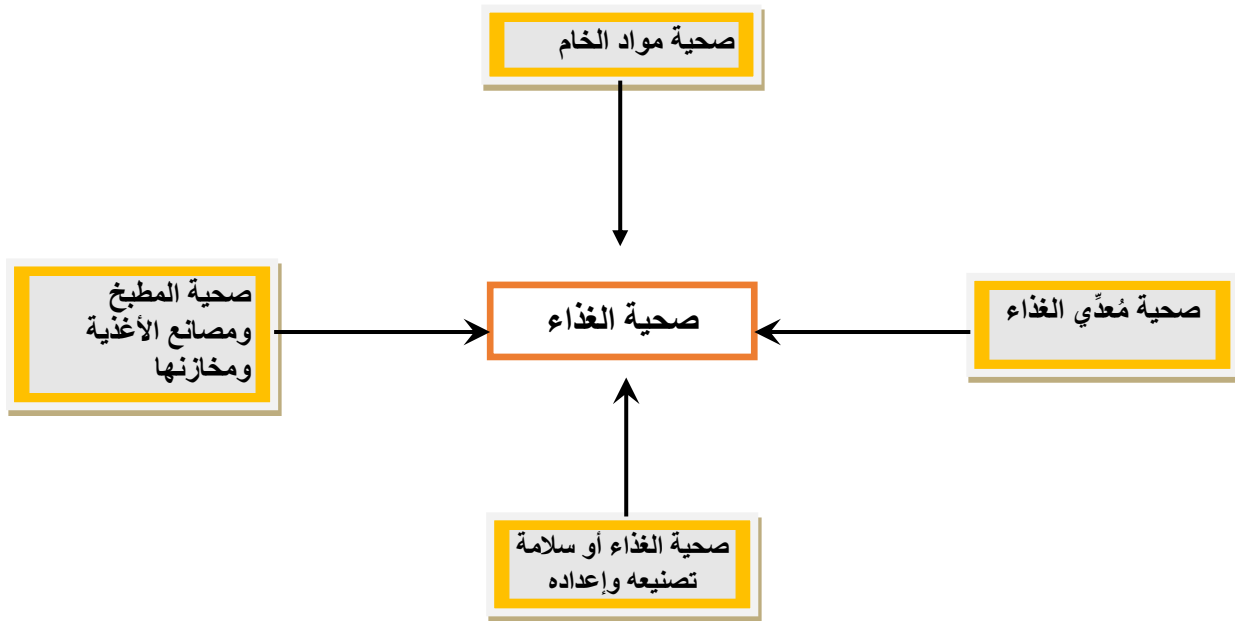 صحية مواد الخام
صحية مُعدِّي الغذاء
صحية الغذاء
صحية المطبخ
ومصانع الأغذية
ومخازنها
صحية الغذاء أو سلامة
تصنيعه وإعداده